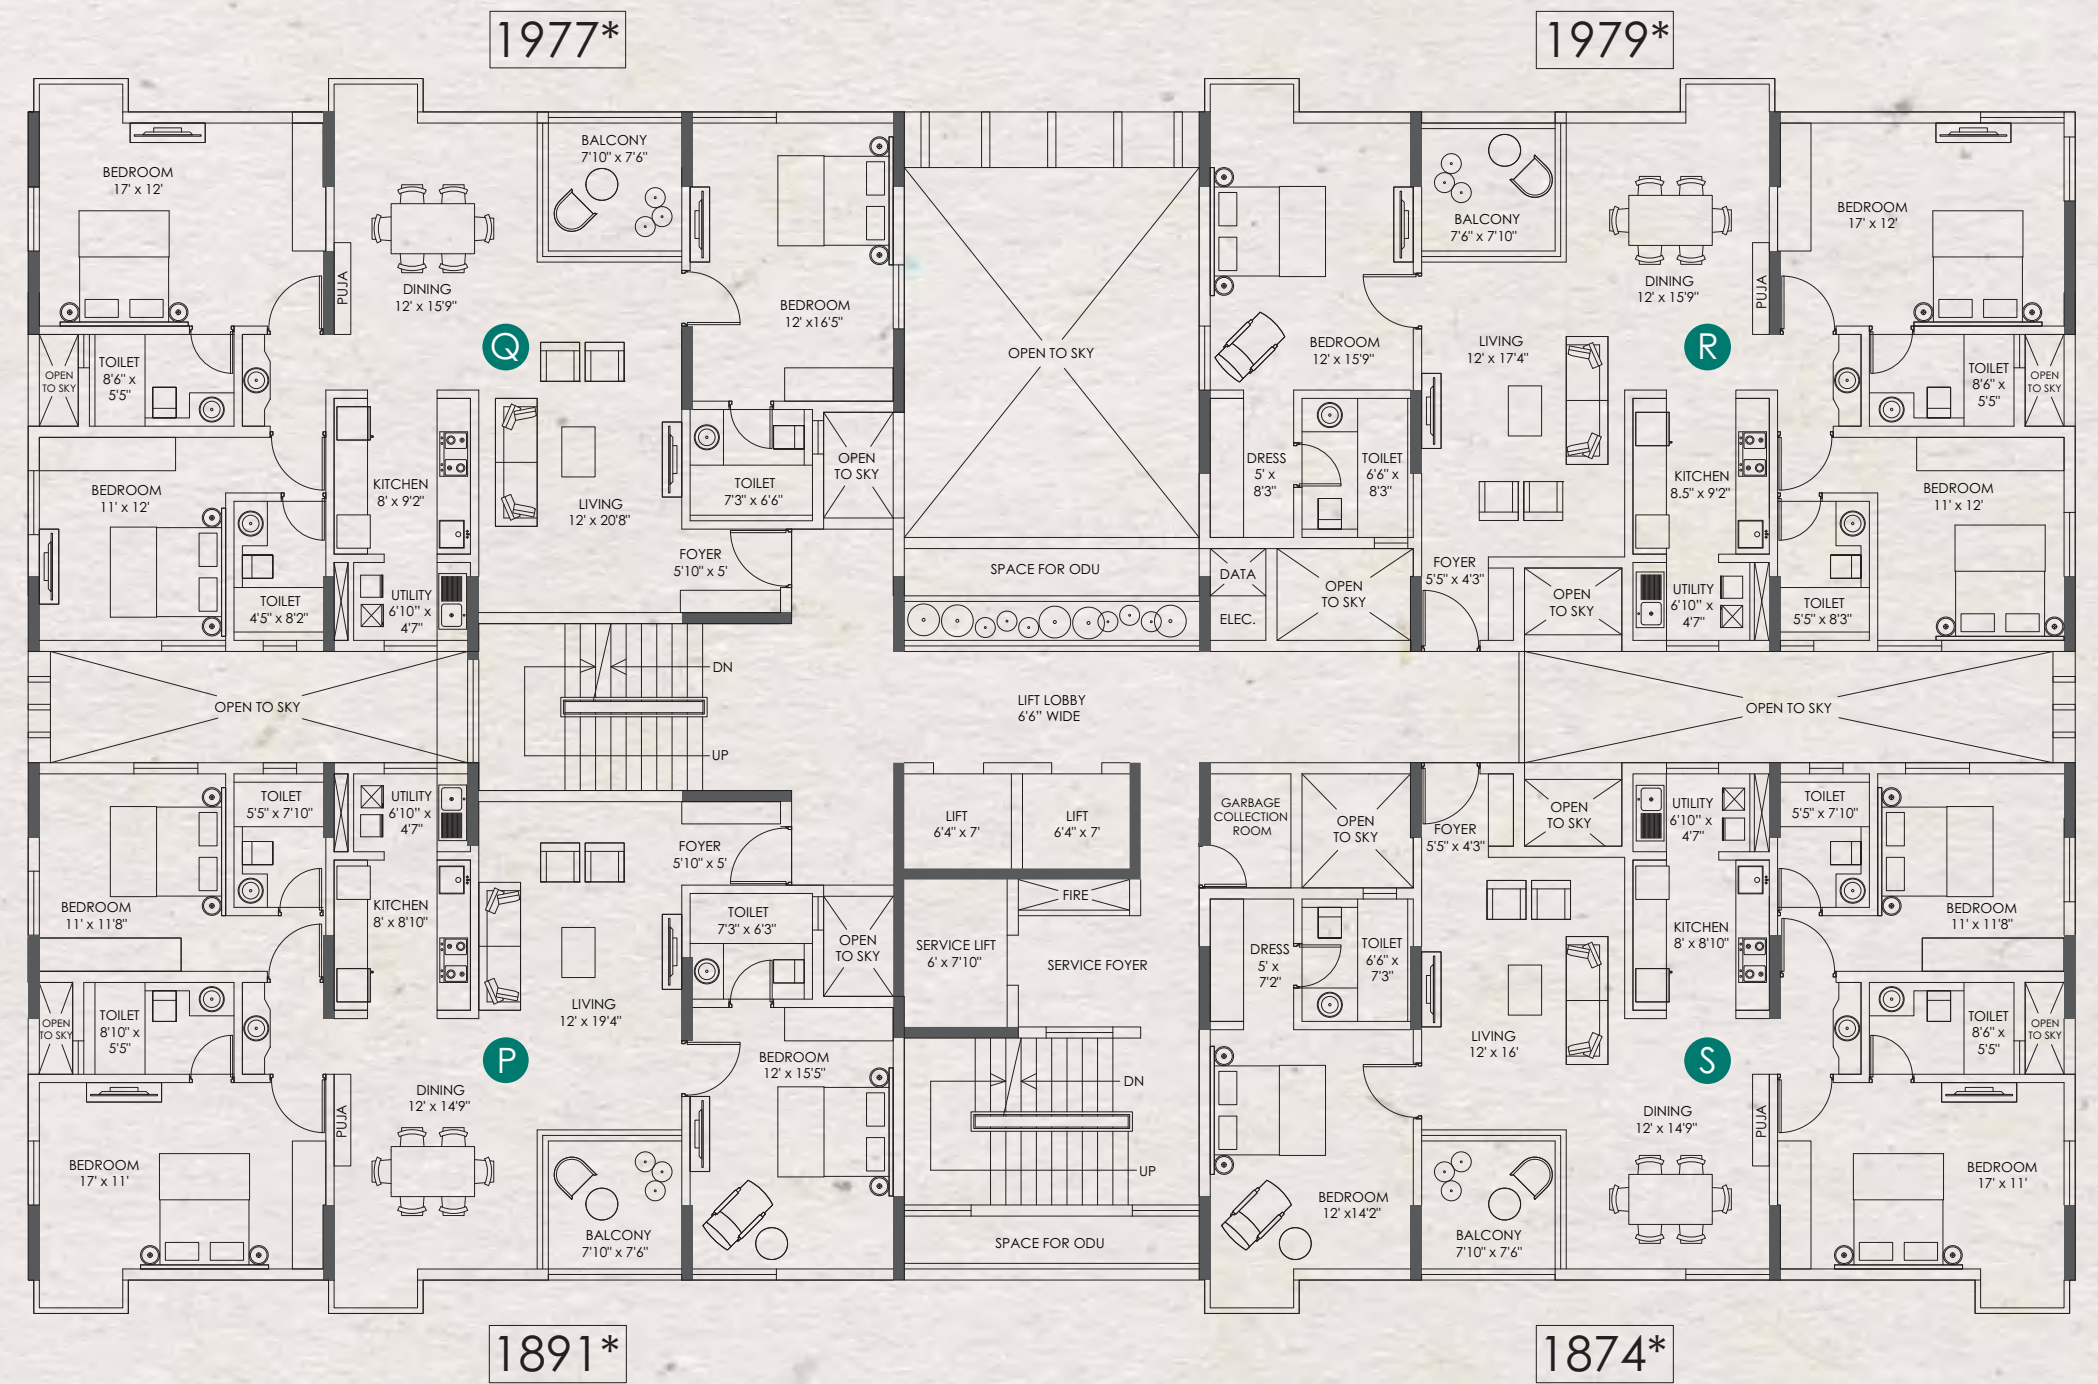 1977*
1979*
BEDROOM
17' x 12'
BALCONY
7'10" x 7'6"
DINING
12' x 15'9"
PUJA
BEDROOM
12' x16'5"
Q
TOILET
8'6" x
5'5"
OPEN
TO SKY
BEDROOM
11' x 12'
KITCHEN
8' x 9'2"
LIVING
12' x 20'8"
TOILET
7'3" x 6'6"
OPEN
TO SKY
TOILET
4'5" x 8'2"
UTILITY
6'10" x
4'7"
FOYER
5'10" x 5'
OPEN TO SKY
SPACE FOR ODU
BALCONY
7'6" x 7'10"
BEDROOM
12' x 15'9"
LIVING
12' x 17'4"
DINING
12' x 15'9"
PUJA
R
BEDROOM
17' x 12'
TOILET
8'6" x
5'5"
OPEN
TO SKY
DRESS
5' x
8'3"
TOILET
6'6" x
8'3"
KITCHEN
8.5" x 9'2"
BEDROOM
11' x 12'
DATA
ELEC.
OPEN
TO SKY
FOYER
5'5" x 4'3"
OPEN
TO SKY
UTILITY
6'10" x
4'7"
TOILET
5'5" x 8'3"
OPEN TO SKY
DN
UP
LIFT LOBBY
6'6" WIDE
OPEN TO SKY
TOILET
5'5" x 7'10"
UTILITY
6'10" x
4'7"
FOYER
5'10" x 5'
BEDROOM
11' x 11'8"
KITCHEN
8' x 8'10"
TOILET
7'3" x 6'3"
OPEN
TO SKY
OPEN
TO SKY
TOILET
8'10" x
5'5"
LIVING
12' x 19'4"
P
BEDROOM
12' x 15'5"
DINING
12' x 14'9"
PUJA
BEDROOM
17' x 11'
BALCONY
7'10" x 7'6"
LIFT
6'4" x 7'
LIFT
6'4" x 7'
FIRE
SERVICE LIFT
6' x 7'10"
SERVICE FOYER
DN
UP
SPACE FOR ODU
GARBAGE
COLLECTION
ROOM
OPEN
TO SKY
FOYER
5'5" x 4'3"
OPEN
TO SKY
UTILITY
6'10" x
4'7"
TOILET
5'5" x 7'10"
DRESS
5' x
7'2"
TOILET
6'6" x
7'3"
KITCHEN
8' x 8'10"
BEDROOM
11' x 11'8"
LIVING
12' x 16'
S
TOILET
8'6" x
5'5"
OPEN
TO SKY
DINING
12' x 14'9"
PUJA
BEDROOM
12' x14'2"
BALCONY
7'10" x 7'6"
BEDROOM
17' x 11'
1891*
1874*